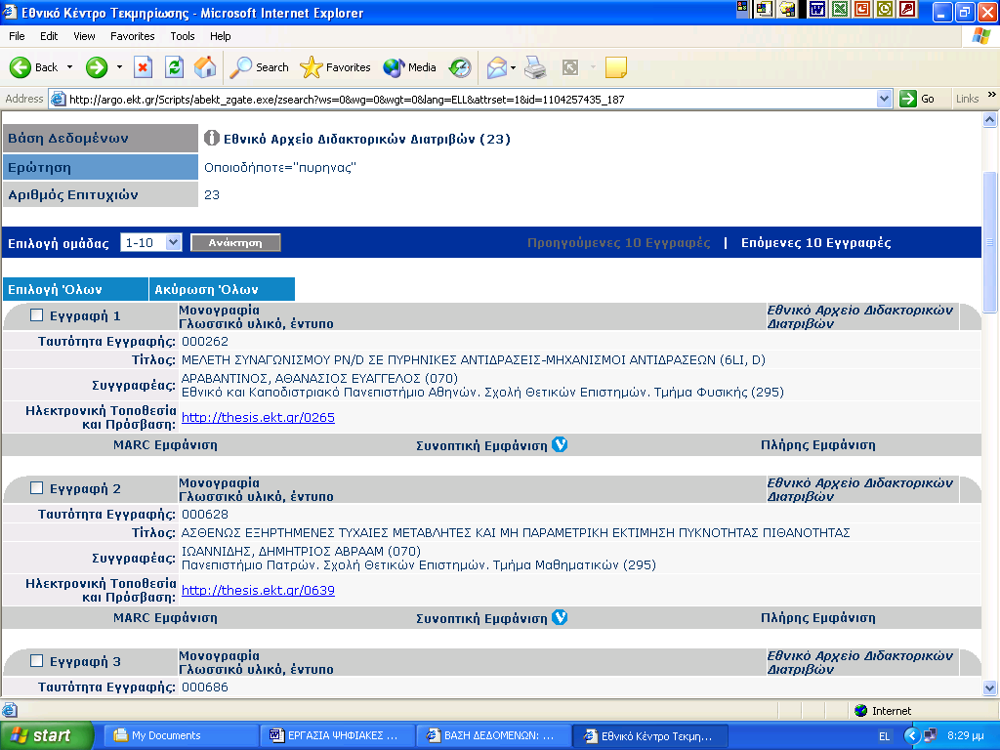 Εθνικό Κέντρο Τεκμηρίωσης - Microsoft Internet Explorer
File Edit View Favorites Tools Help
Back Search Favorites Media
Address http://argo.ekt.gr/Scripts/abekt_zgate.exe/zsearch?ws=0&wg=0&wgt=0&lang=ELL&attrset=1&id=1104257435_187 Go Links »
Βάση Δεδομένων Εθνικό Αρχείο Διδακτορικών Διατριβών (23)
Ερώτηση Οποιοδήποτε="πυρηνας"
Αριθμός Επιτυχιών 23
Επιλογή ομάδας 1-10 Ανάκτηση Προηγούμενες 10 Εγγραφές | Επόμενες 10 Εγγραφές
Επιλογή Όλων Ακύρωση Όλων
Εγγραφή 1 Μονογραφία
Γλωσσικό υλικό, έντυπο
Εθνικό Αρχείο Διδακτορικών
Διατριβών
Ταυτότητα Εγγραφής: 000262
Τίτλος: ΜΕΛΕΤΗ ΣΥΝΑΓΩΝΙΣΜΟΥ PN/D ΣΕ ΠΥΡΗΝΙΚΕΣ ΑΝΤΙΔΡΑΣΕΙΣ-ΜΗΧΑΝΙΣΜΟΙ ΑΝΤΙΔΡΑΣΕΩΝ (6LI, D)
Συγγραφέας: ΑΡΑΒΑΝΤΙΝΟΣ, ΑΘΑΝΑΣΙΟΣ ΕΥΑΓΓΕΛΟΣ (070)
Εθνικό και Καποδιστριακό Πανεπιστήμιο Αθηνών. Σχολή Θετικών Επιστημών. Τμήμα Φυσικής (295)
Ηλεκτρονική Τοποθεσία
και Πρόσβαση: http://thesis.ekt.gr/0265
MARC Εμφάνιση Συνοπτική Εμφάνιση Πλήρης Εμφάνιση
Εγγραφή 2 Μονογραφία
Γλωσσικό υλικό, έντυπο
Εθνικό Αρχείο Διδακτορικών
Διατριβών
Ταυτότητα Εγγραφής: 000628
Τίτλος: ΑΣΘΕΝΩΣ ΕΞΗΡΤΗΜΕΝΕΣ ΤΥΧΑΙΕΣ ΜΕΤΑΒΛΗΤΕΣ ΚΑΙ ΜΗ ΠΑΡΑΜΕΤΡΙΚΗ ΕΚΤΙΜΗΣΗ ΠΥΚΝΟΤΗΤΑΣ ΠΙΘΑΝΟΤΗΤΑΣ
Συγγραφέας: ΙΩΑΝΝΙΔΗΣ, ΔΗΜΗΤΡΙΟΣ ΑΒΡΑΑΜ (070)
Πανεπιστήμιο Πατρών. Σχολή Θετικών Επιστημών. Τμήμα Μαθηματικών (295)
Ηλεκτρονική Τοποθεσία
και Πρόσβαση: http://thesis.ekt.gr/0639
MARC Εμφάνιση Συνοπτική Εμφάνιση Πλήρης Εμφάνιση
Εγγραφή 3 Μονογραφία
Γλωσσικό υλικό, έντυπο
Εθνικό Αρχείο Διδακτορικών
Διατριβών
Ταυτότητα Εγγραφής: 000686
Internet
start My Documents ΕΡΓΑΣΙΑ ΨΗΦΙΑΚΕΣ ... ΒΑΣΗ ΔΕΔΟΜΕΝΩΝ: ... Εθνικό Κέντρο Τεκμη... EL 8:29 μμ